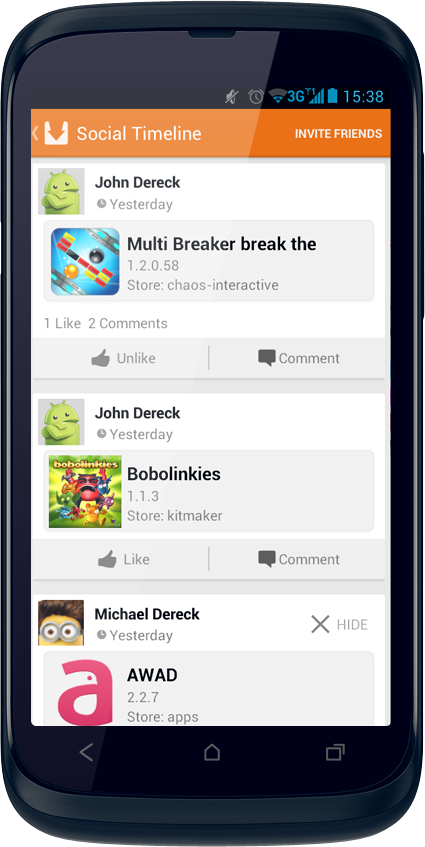 3G T1 15:38
Social Timeline INVITE FRIENDS
John Dereck
Yesterday
Multi Breaker break the
1.2.0.58
Store: chaos-interactive
1 Like 2 Comments
Unlike Comment
John Dereck
Yesterday
bobolinkies
Bobolinkies
1.1.3
Store: kitmaker
Like Comment
Michael Dereck
Yesterday
HIDE
a
AWAD
2.2.7
Store: apps